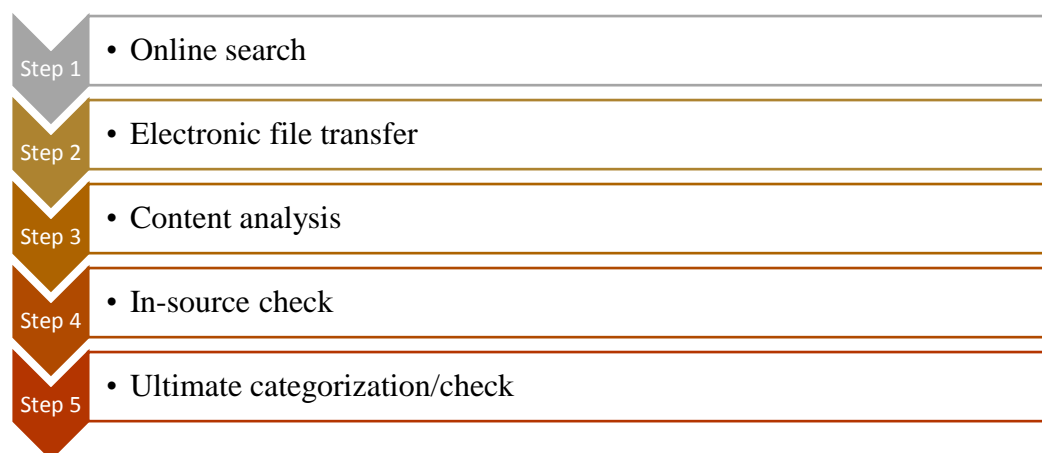 Step 1
• Online search
Step 2
• Electronic file transfer
Step 3
• Content analysis
Step 4
• In-source check
Step 5
• Ultimate categorization/check